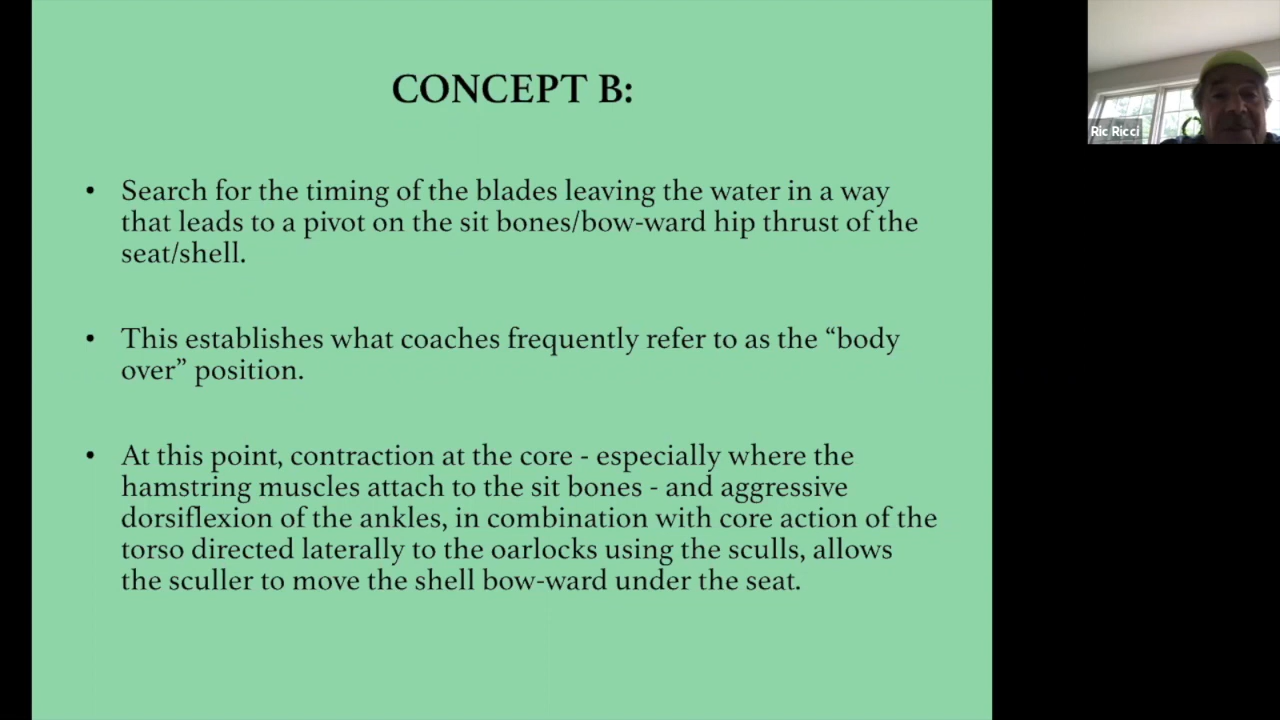 CONCEPT B:
• Search for the timing of the blades leaving the water in a way
that leads to a pivot on the sit bones/bow-ward hip thrust of the
seat/shell.
• This establishes what coaches frequently refer to as the “body
over” position.
• At this point, contraction at the core - especially where the
hamstring muscles attach to the sit bones - and aggressive
dorsiflexion of the ankles, in combination with core action of the
torso directed laterally to the oarlocks using the sculls, allows
the sculler to move the shell bow-ward under the seat.
Ric Ricci